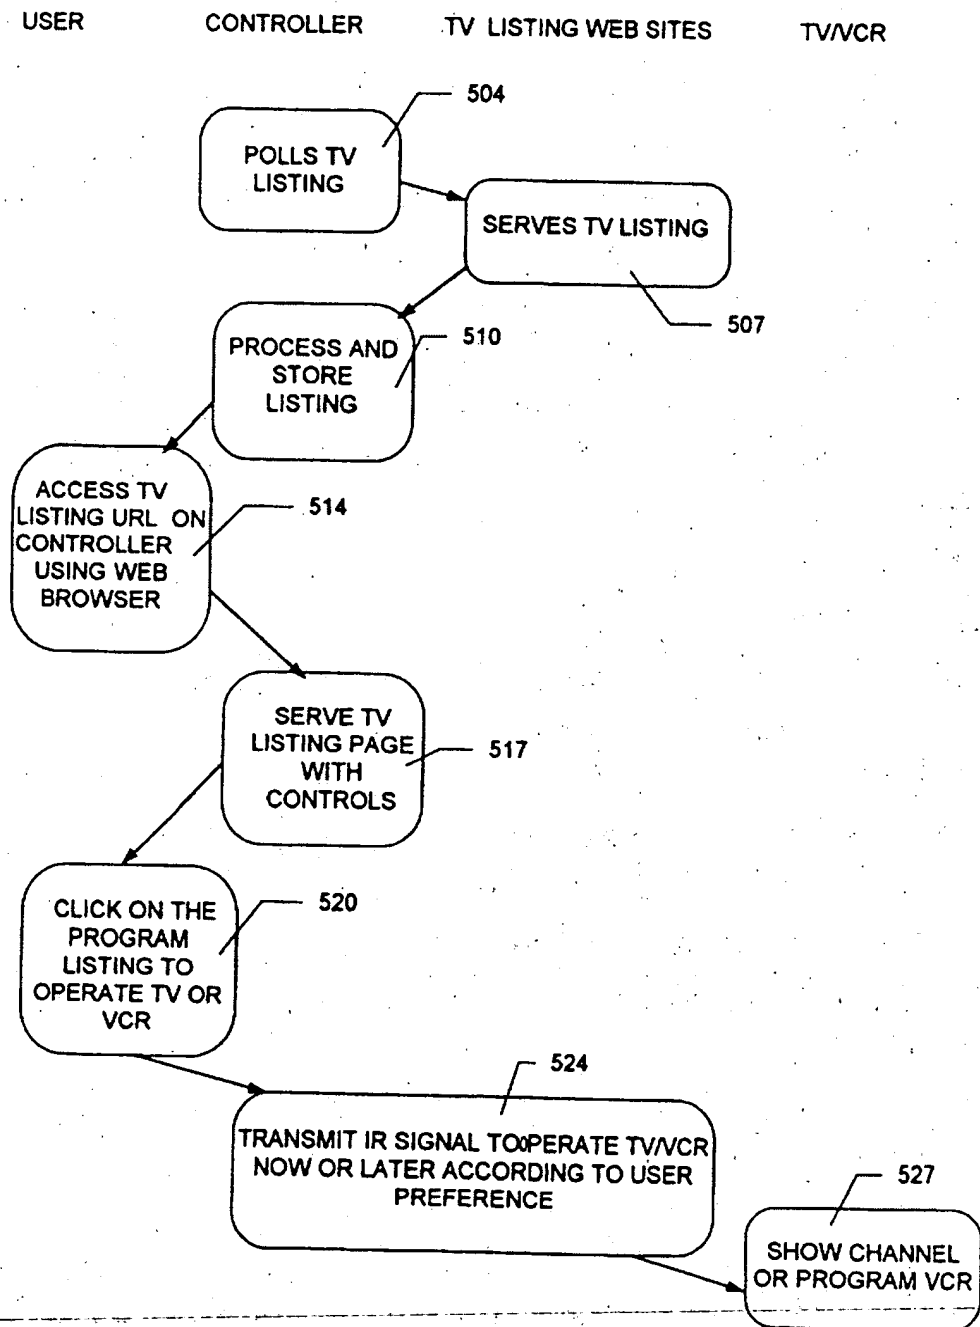 USER CONTROLLER TV LISTING WEB SITES TV/VCR
504
POLLS TV
LISTING
SERVES TV LISTING
507
PROCESS AND
STORE
LISTING
510
ACCESS TV
LISTING URL ON
CONTROLLER
USING WEB
BROWSER
514
SERVE TV
LISTING PAGE
WITH
CONTROLS
517
CLICK ON THE
PROGRAM
LISTING TO
OPERATE TV OR
VCR
520
524
TRANSMIT IR SIGNAL TO OPERATE TV/VCR
NOW OR LATER ACCORDING TO USER
PREFERENCE
527
SHOW CHANNEL
OR PROGRAM VCR